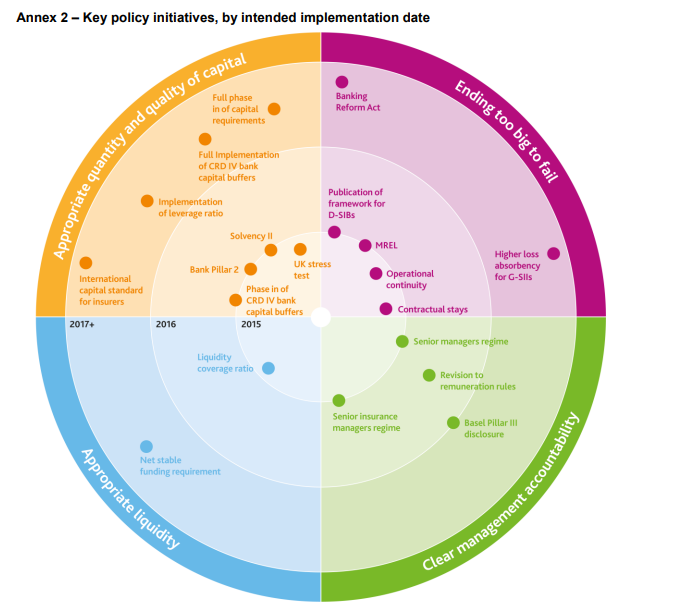 Annex 2 – Key policy initiatives, by intended implementation date
Appropriate quantity and quality of capital
Full phase
in of capital
requirements
Full Implementation
of CRD IV bank
capital buffers
Implementation
of leverage ratio
International
capital standard
for insurers
Solvency II
Bank Pillar 2
UK stress
test
Phase in of
CRD IV bank
capital buffers
Ending too big to fail
Banking
Reform Act
Publication of
framework for
D-SIBs
MREL
Operational
continuity
Higher loss
absorbency
for G-SIIs
Contractual stays
2017+
2016
2015
Liquidity
coverage ratio
Net stable
funding requirement
Appropriate liquidity
Senior managers regime
Revision to
remuneration rules
Senior insurance
managers regime
Basel Pillar III
disclosure
Clear management accountability